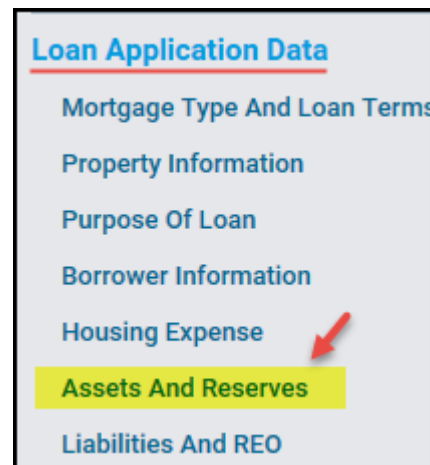 Loan Application Data
Mortgage Type And Loan Terms
Property Information
Purpose Of Loan
Borrower Information
Housing Expense
Assets And Reserves
Liabilities And REO